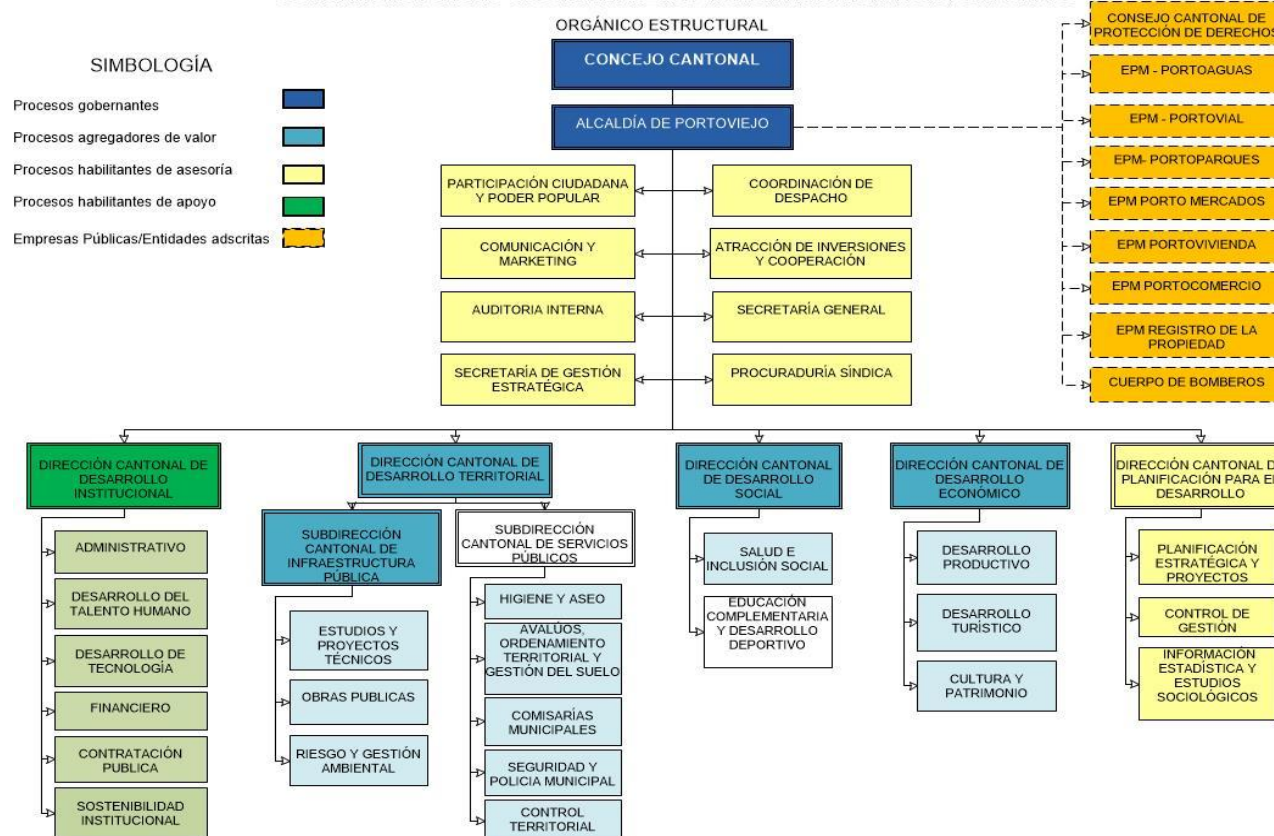 ORGÁNICO ESTRUCTURAL
CONCEJO CANTONAL
ALCALDÍA DE PORTOVIEJO
SIMBOLOGÍA
Procesos gobernantes
Procesos agregadores de valor
Procesos habilitantes de asesoría
Procesos habilitantes de apoyo
Empresas Públicas/Entidades adscritas
CONSEJO CANTONAL DE
PROTECCIÓN DE DERECHOS
EPM - PORTOAGUAS
EPM - PORTOVIAL
EPM- PORTOPARQUES
EPM PORTO MERCADOS
EPM PORTOVIVIENDA
EPM PORTOCOMERCIO
EPM REGISTRO DE LA
PROPIEDAD
CUERPO DE BOMBEROS
PARTICIPACIÓN CIUDADANA
Y PODER POPULAR
COORDINACIÓN DE
DESPACHO
COMUNICACIÓN Y
MARKETING
ATRACCIÓN DE INVERSIONES
Y COOPERACIÓN
AUDITORIA INTERNA
SECRETARÍA GENERAL
SECRETARÍA DE GESTIÓN
ESTRATÉGICA
PROCURADURÍA SÍNDICA
DIRECCIÓN CANTONAL DE
DESARROLLO
INSTITUCIONAL
ADMINISTRATIVO
DESARROLLO DEL
TALENTO HUMANO
DESARROLLO DE
TECNOLOGÍA
FINANCIERO
CONTRATACIÓN
PUBLICA
SOSTENIBILIDAD
INSTITUCIONAL
DIRECCIÓN CANTONAL DE
DESARROLLO TERRITORIAL
SUBDIRECCIÓN
CANTONAL DE
INFRAESTRUCTURA
PÚBLICA
ESTUDIOS Y
PROYECTOS
TÉCNICOS
OBRAS PUBLICAS
RIESGO Y GESTIÓN
AMBIENTAL
SUBDIRECCIÓN
CANTONAL DE SERVICIOS
PÚBLICOS
HIGIENE Y ASEO
AVALÚOS,
ORDENAMIENTO
TERRITORIAL Y
GESTIÓN DEL SUELO
COMISARÍAS
MUNICIPALES
SEGURIDAD Y
POLICIA MUNICIPAL
CONTROL
TERRITORIAL
DIRECCIÓN CANTONAL
DE DESARROLLO
SOCIAL
SALUD E
INCLUSIÓN SOCIAL
EDUCACIÓN
COMPLEMENTARIA
Y DESARROLLO
DEPORTIVO
DIRECCIÓN CANTONAL DE
DESARROLLO
ECONÓMICO
DESARROLLO
PRODUCTIVO
DESARROLLO
TURÍSTICO
CULTURA Y
PATRIMONIO
DIRECCIÓN CANTONAL D
PLANIFICACIÓN PARA E
DESARROLLO
PLANIFICACIÓN
ESTRATÉGICA Y
PROYECTOS
CONTROL DE
GESTIÓN
INFORMACIÓN
ESTADÍSTICA Y
ESTUDIOS
SOCIOLÓGICOS